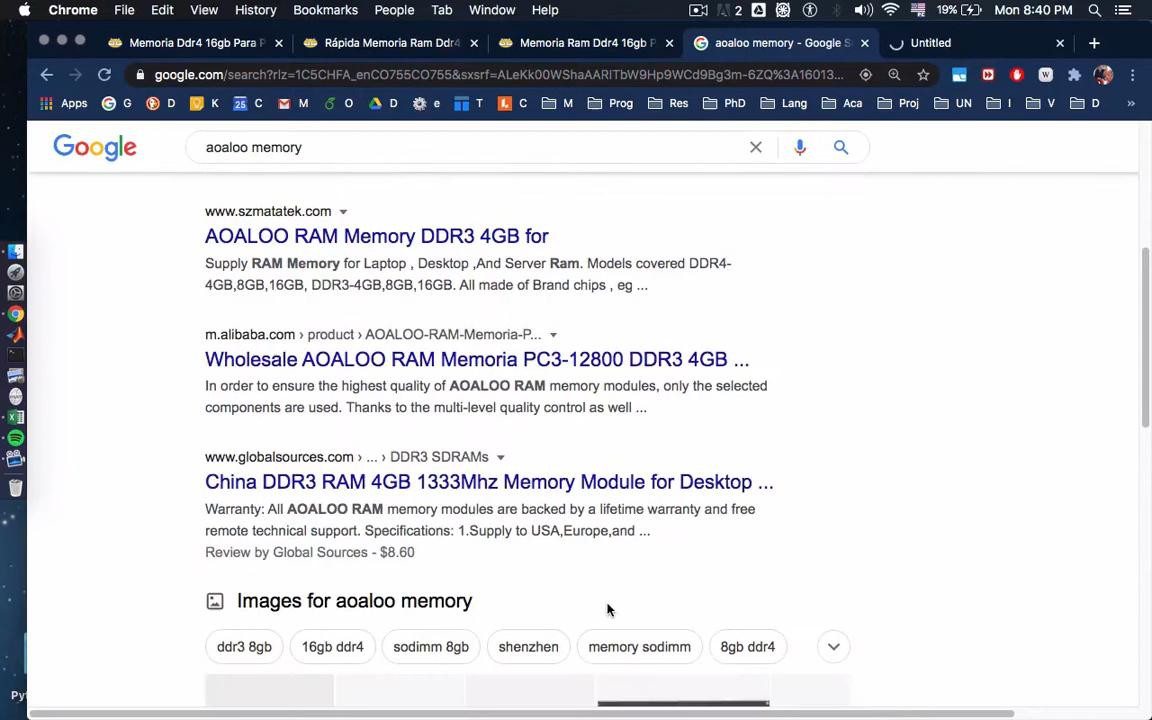 Chrome File Edit View History Bookmarks People Tab Window Help 2 19% Mon 8:40 PM
Memoria Ddr4 16gb Para P Rápida Memoria Ram Ddr4 Memoria Ram Ddr4 16gb P aoaloo memory - Google S Untitled
google.com/search?rlz=1C5CHFA_enCO755CO755&sxsrf=ALeKk00WShaAARlTbW9Hp9WCd9Bg3m-6ZQ%3A16013...
Apps G D K C M O D e T C M Prog Res PhD Lang Aca Proj UN I V D »
Google aoaloo memory
www.szmatatek.com
AOALOO RAM Memory DDR3 4GB for
Supply RAM Memory for Laptop , Desktop ,And Server Ram. Models covered DDR4-
4GB,8GB,16GB, DDR3-4GB,8GB,16GB. All made of Brand chips , eg ...
m.alibaba.com › product › AOALOO-RAM-Memoria-P...
Wholesale AOALOO RAM Memoria PC3-12800 DDR3 4GB ...
In order to ensure the highest quality of AOALOO RAM memory modules, only the selected
components are used. Thanks to the multi-level quality control as well ...
www.globalsources.com › ... › DDR3 SDRAMs
China DDR3 RAM 4GB 1333Mhz Memory Module for Desktop ...
Warranty: All AOALOO RAM memory modules are backed by a lifetime warranty and free
remote technical support. Specifications: 1.Supply to USA,Europe,and ...
Review by Global Sources - $8.60
Images for aoaloo memory
ddr3 8gb 16gb ddr4 sodimm 8gb shenzhen memory sodimm 8gb ddr4
Py